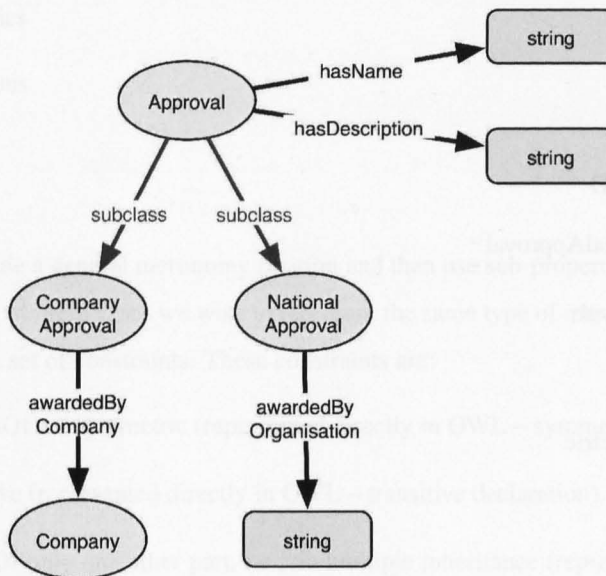 string
hasName
Approval
hasDescription
string
subclass
subclass
Company
Approval
National
Approval
awardedBy
Company
awardedBy
Organisation
Company
string